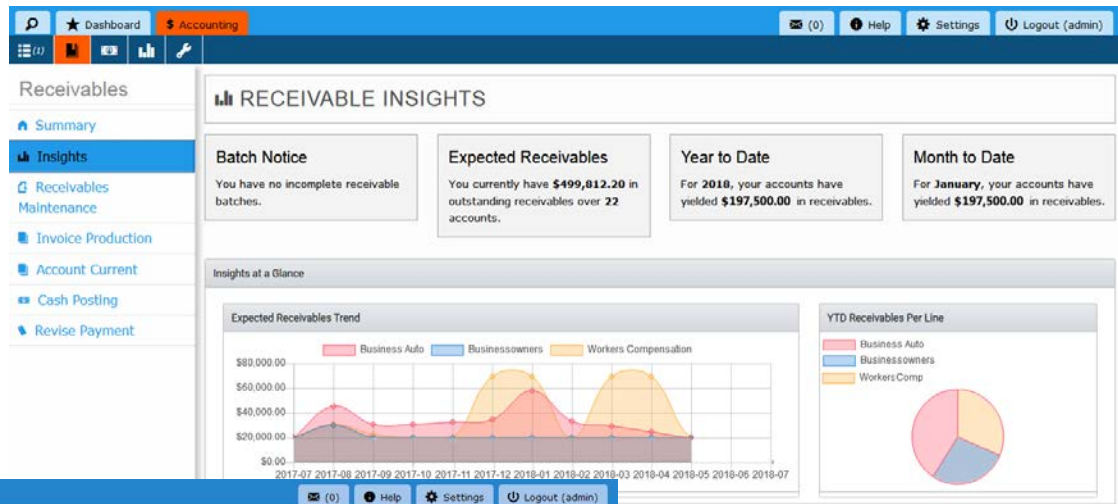 Dashboard
$ Accounting
(0)
Help
Settings
Logout (admin)
(1)
Receivables
Summary
Insights
Receivables
Maintenance
Invoice Production
Account Current
Cash Posting
Revise Payment
RECEIVABLE INSIGHTS
Batch Notice
You have no incomplete receivable
batches.
Expected Receivables
You currently have $499,812.20 in
outstanding receivables over 22
accounts.
Year to Date
For 2018, your accounts have
yielded $197,500.00 in receivables.
Month to Date
For January, your accounts have
yielded $197,500.00 in receivables.
Insights at a Glance
Expected Receivables Trend
Business Auto
Businessowners
Workers Compensation
$80,000.00
$60,000.00
$40,000.00
$20,000.00
$0.00
2017-07 2017-08 2017-09 2017-10 2017-11 2017-12 2018-01 2018-02 2018-03 2018-04 2018-05 2018-06 2018-07
YTD Receivables Per Line
Business Auto
Businessowners
WorkersComp
(0)
Help
Settings
Logout (admin)